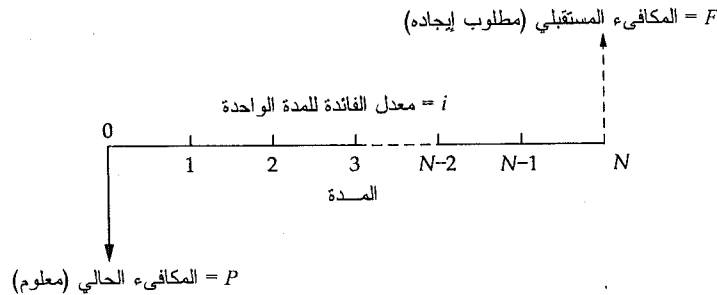 F = المكافىء المستقبلي (مطلوب إيجاده)
i = معدل الفائدة للمدة الواحدة
0
1 2 3 N-2 N-1 N
المـــدة
P = المكافىء الحالي (معلوم)